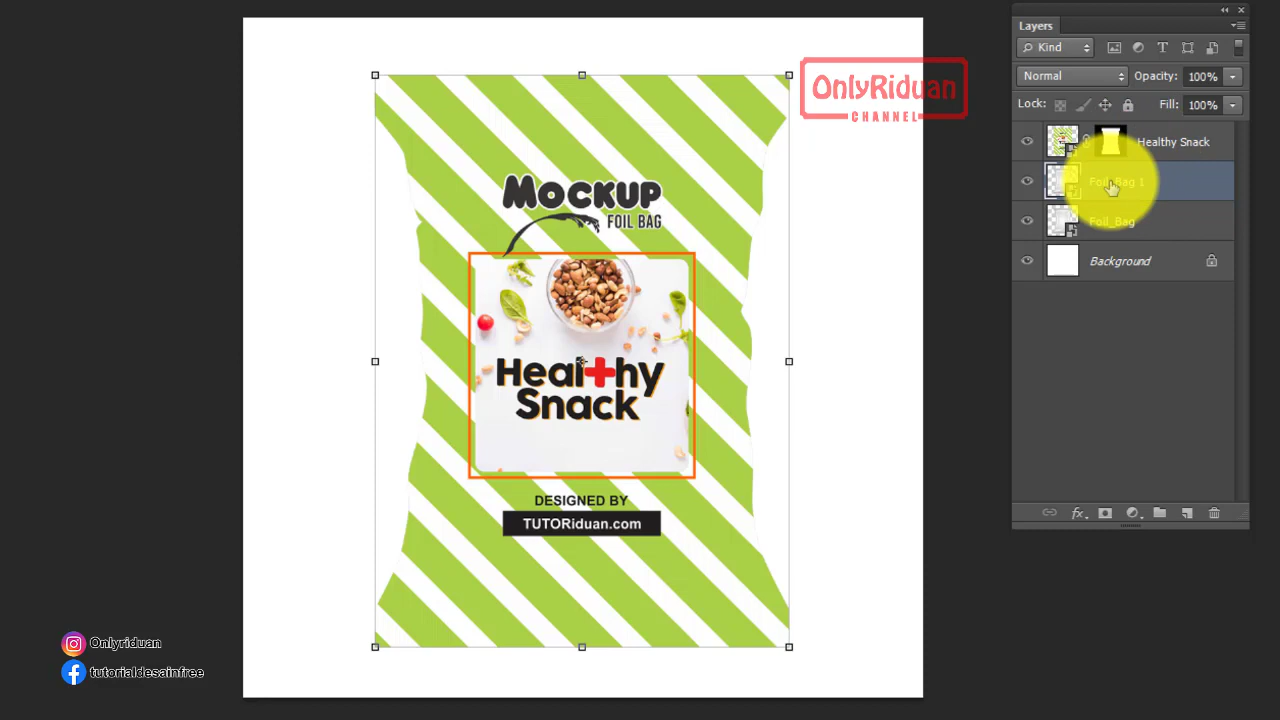 Layers
Kind
Normal
Opacity: 100%
Lock:
Fill: 100%
Healthy Snack
Foil_Bag 1
Foil_Bag
Background
fx
OnlyRiduan
CHANNEL
MOCKUP
FOIL BAG
Healthy
Snack
DESIGNED BY
TUTORiduan.com
Onlyriduan
tutorialdesainfree